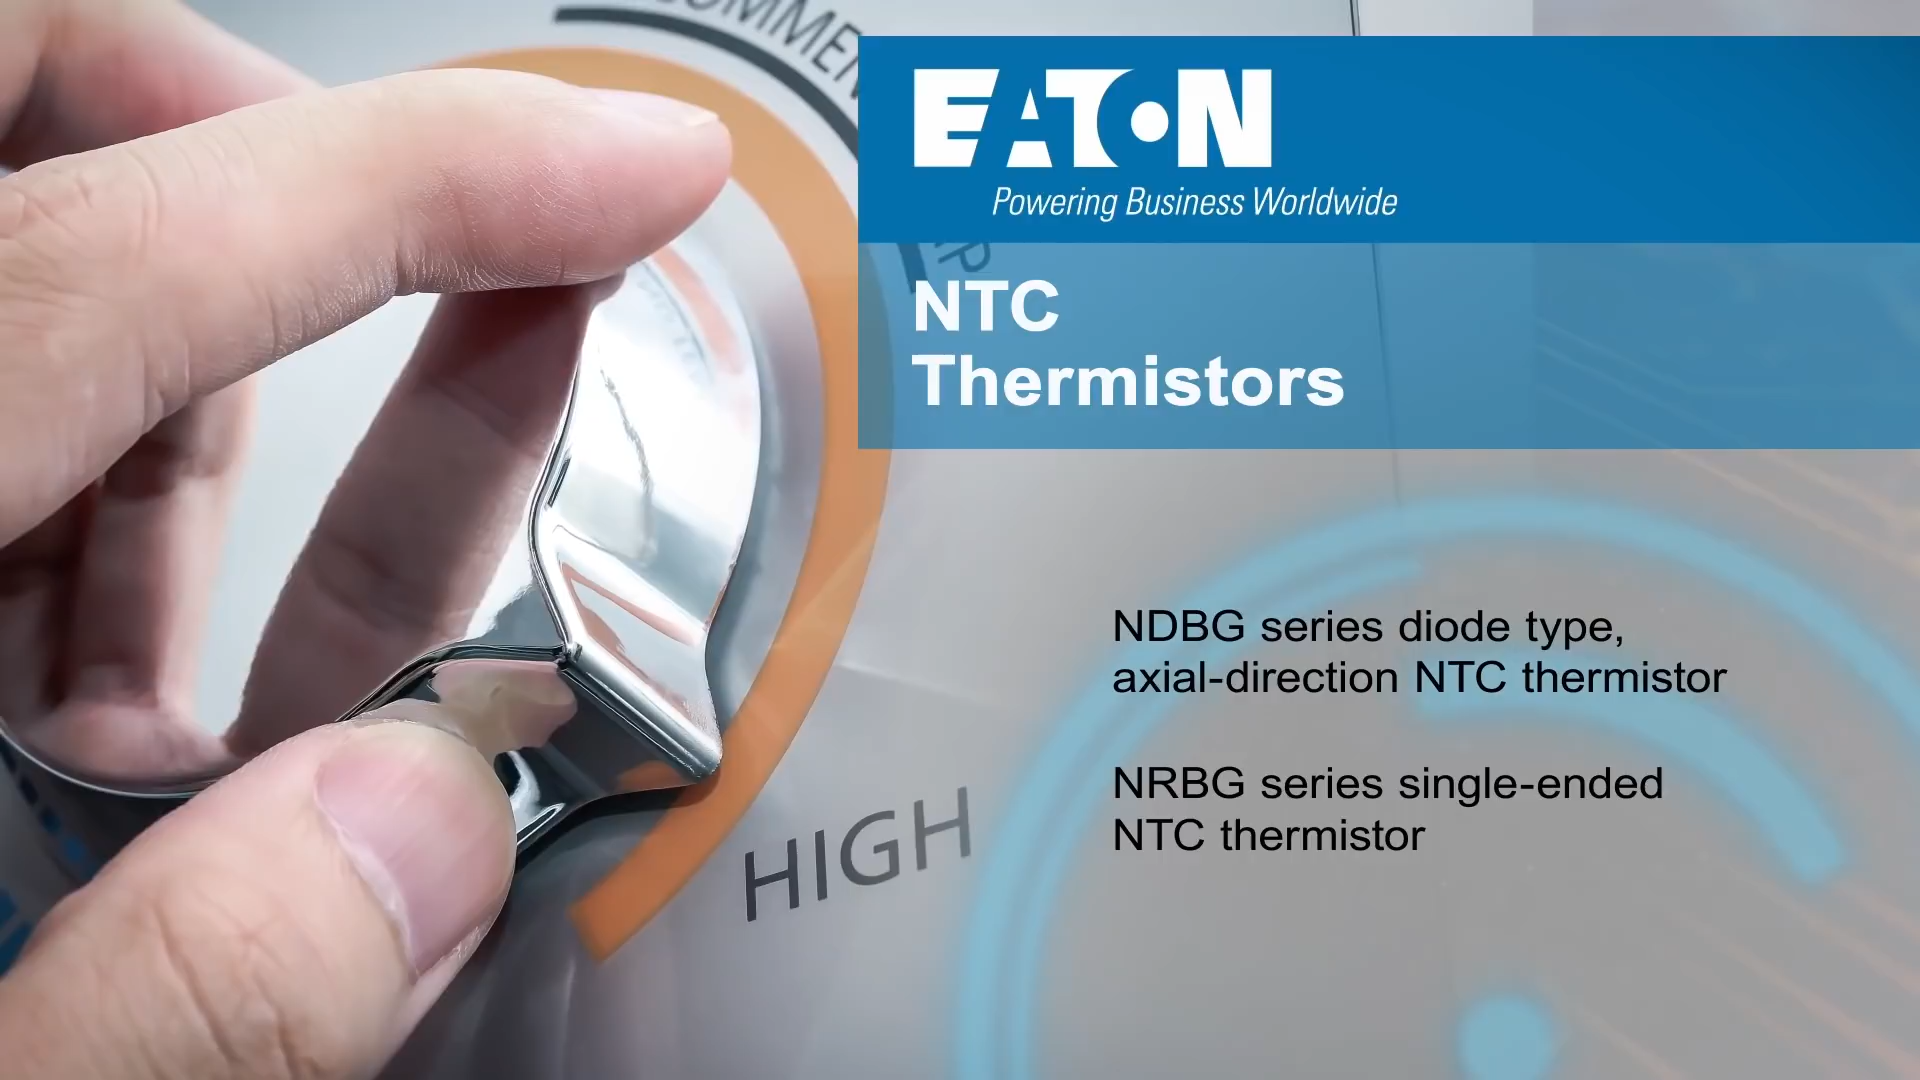 EATON
Powering Business Worldwide
NTC
Thermistors
NDBG series diode type,
axial-direction NTC thermistor
NRBG series single-ended
NTC thermistor
HIGH